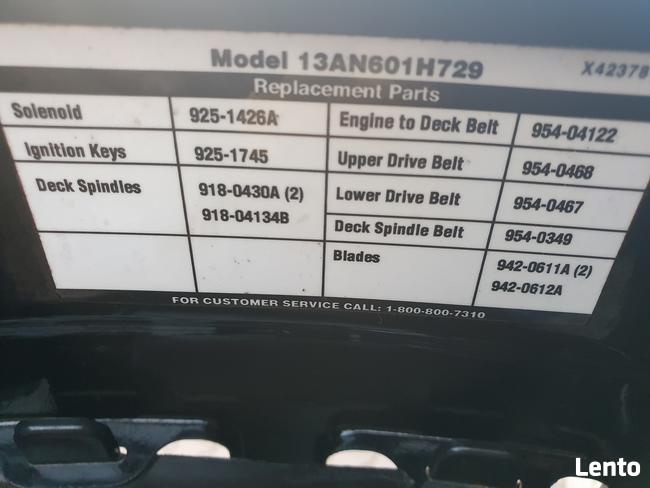 Model 13AN601H729
X42378
Replacement Parts
Solenoid 925-1426A
Ignition Keys 925-1745
Deck Spindles 918-0430A (2)
918-04134B
Engine to Deck Belt 954-04122
Upper Drive Belt 954-0468
Lower Drive Belt 954-0467
Deck Spindle Belt 954-0349
Blades 942-0611A (2)
942-0612A
FOR CUSTOMER SERVICE CALL: 1-800-800-7310
Lento